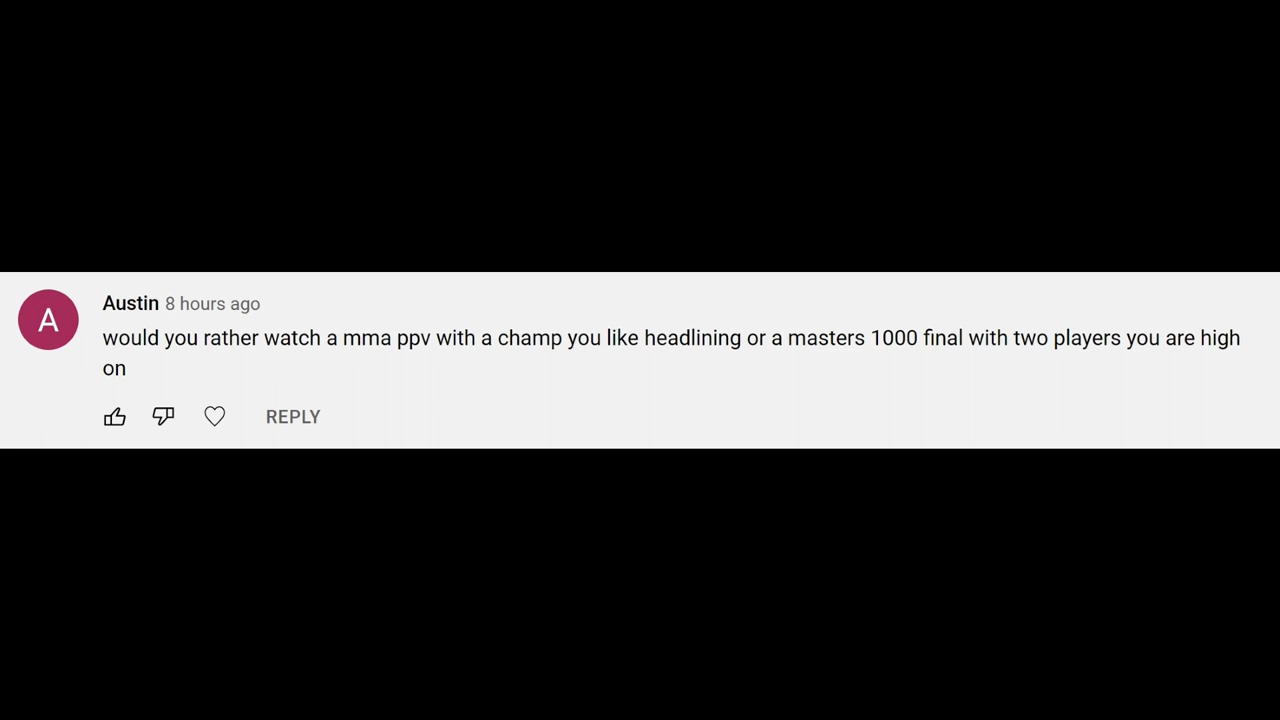 A
Austin 8 hours ago
would you rather watch a mma ppv with a champ you like headlining or a masters 1000 final with two players you are high
on
REPLY